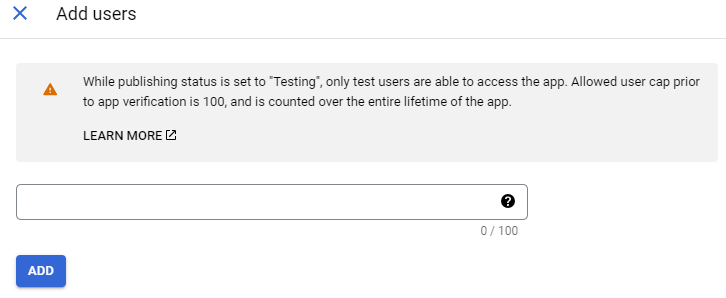 Add users
While publishing status is set to "Testing", only test users are able to access the app. Allowed user cap prior
to app verification is 100, and is counted over the entire lifetime of the app.
LEARN MORE
?
0 / 100
ADD